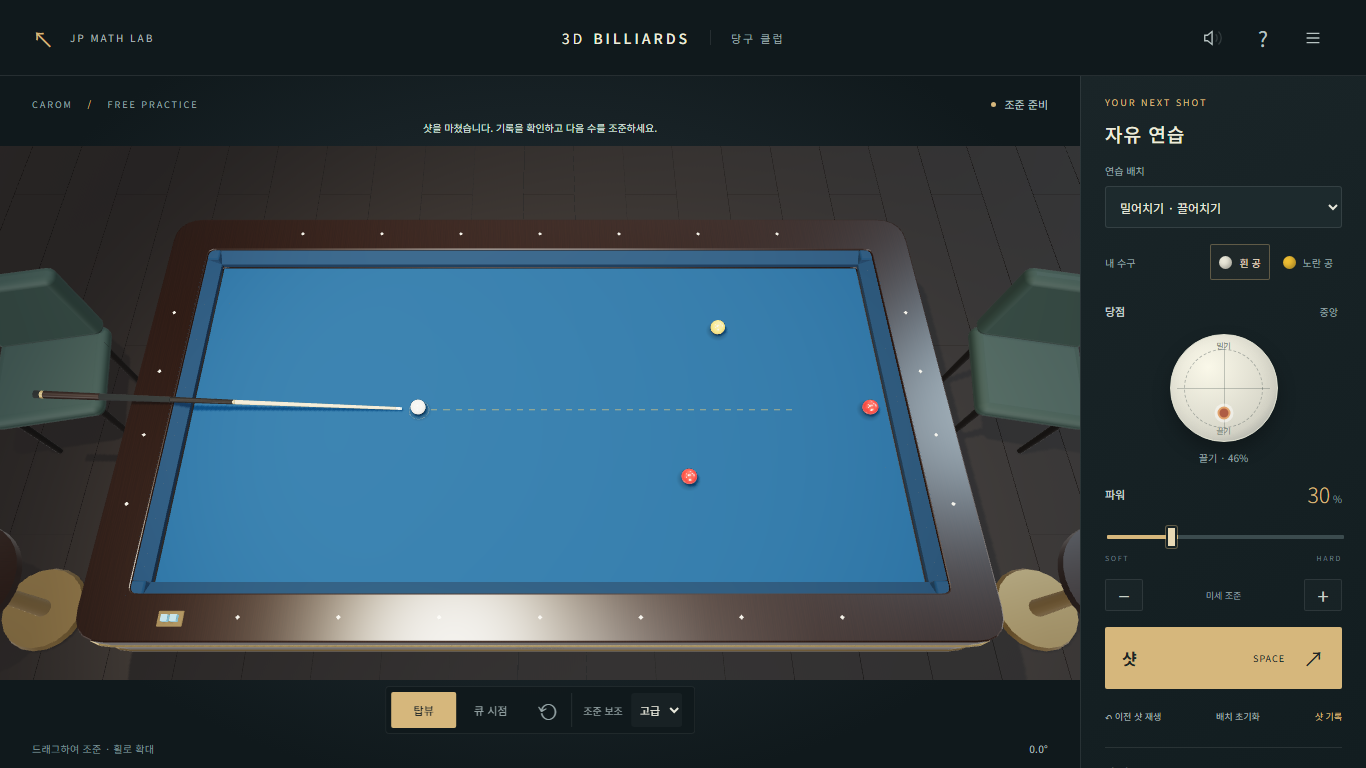 JP MATH LAB
3D BILLIARDS
당구 클럽
?
CAROM / FREE PRACTICE
조준 준비
샷을 마쳤습니다. 기록을 확인하고 다음 수를 조준하세요.
YOUR NEXT SHOT
자유 연습
연습 배치
밀어치기 · 끌어치기
내 수구
흰 공
노란 공
당점
중앙
밀기
끌기
끌기 · 46%
파워
30 %
SOFT
HARD
− 미세 조준 +
샷 SPACE
↶ 이전 샷 재생
배치 초기화
샷 기록
탑뷰
큐 시점
조준 보조
고급
드래그하여 조준 · 휠로 확대
0.0°